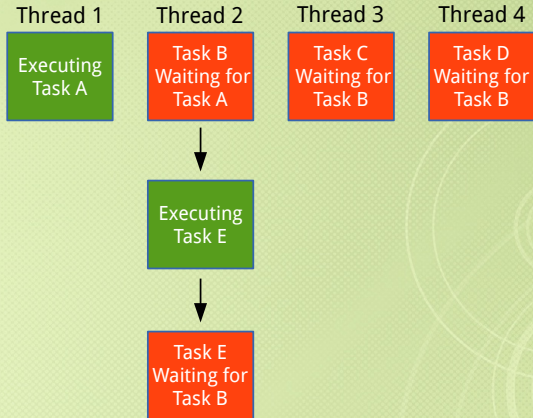 Thread 1
Thread 2
Thread 3
Thread 4
Executing
Task A
Task B
Waiting for
Task A
Task C
Waiting for
Task B
Task D
Waiting for
Task B
Executing
Task E
Task E
Waiting for
Task B